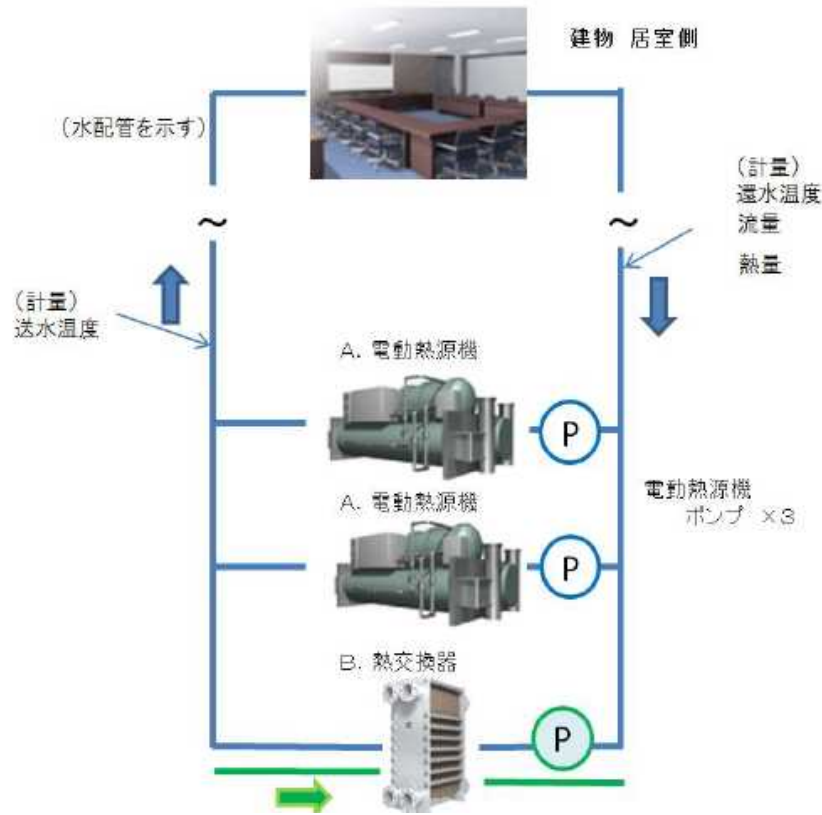 建物 居室側
（水配管を示す）
（計量）
還水温度
流量
熱量
～
～
（計量）
送水温度
A. 電動熱源機
P
A. 電動熱源機
電動熱源機
ポンプ ×３
P
B. 熱交換器
P